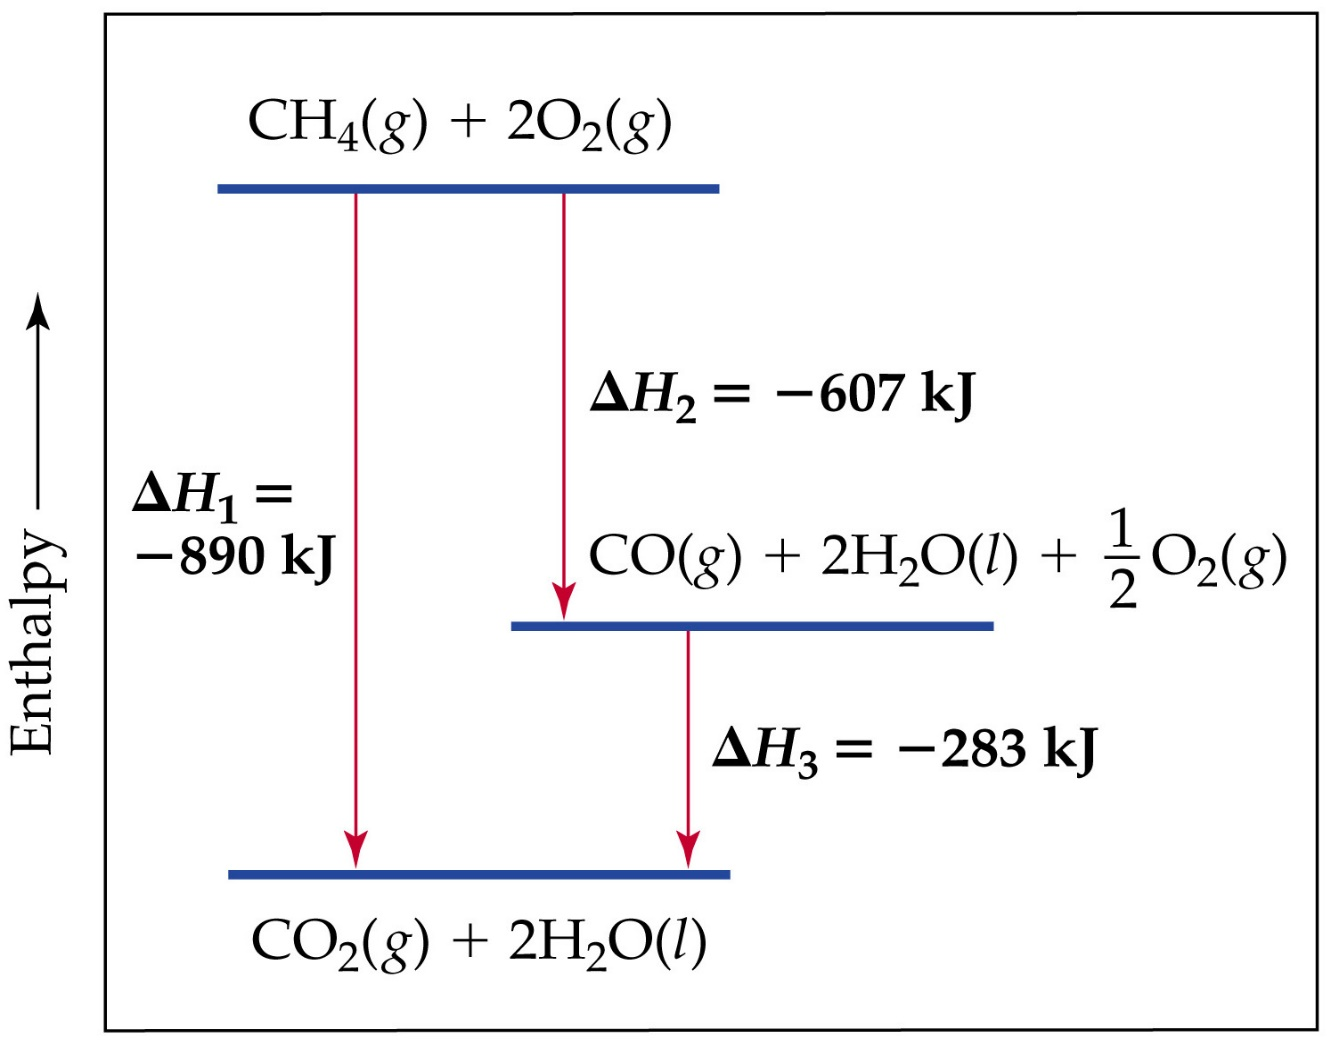 CH₄(g) + 2O₂(g)
ΔH₂ = −607 kJ
ΔH₁ =
−890 kJ
CO(g) + 2H₂O(l) + 1/2 O₂(g)
Enthalpy
ΔH₃ = −283 kJ
CO₂(g) + 2H₂O(l)